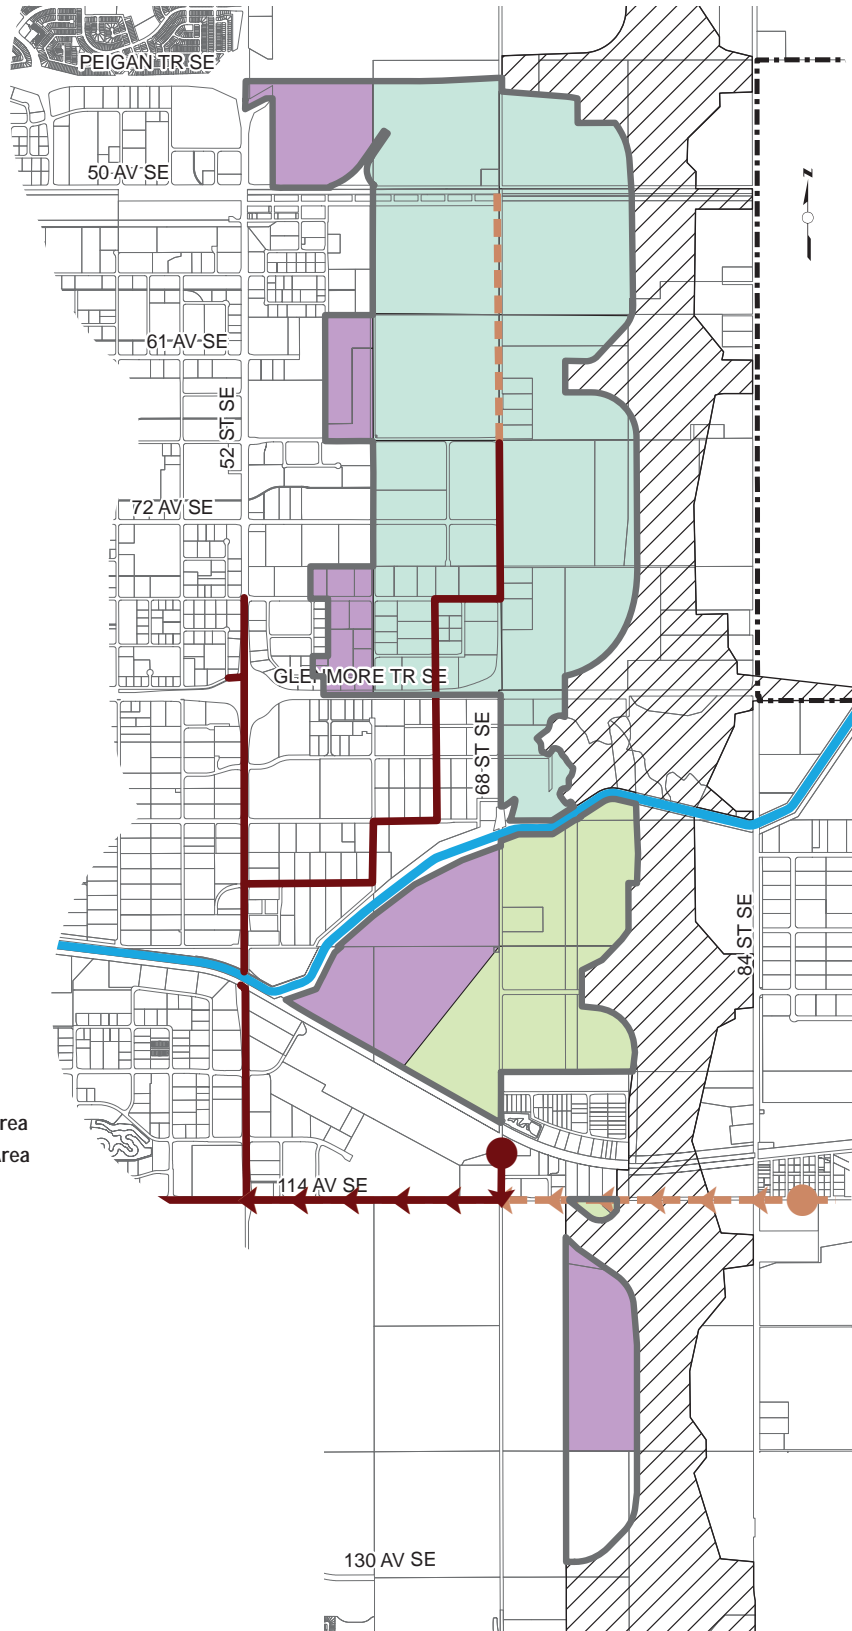 PEIGAN TR SE
50 AV SE
z
61 AV SE
52 ST SE
72 AV SE
GLENMORE TR SE
68 ST SE
84 ST SE
rea
Area
114 AV SE
130 AV SE